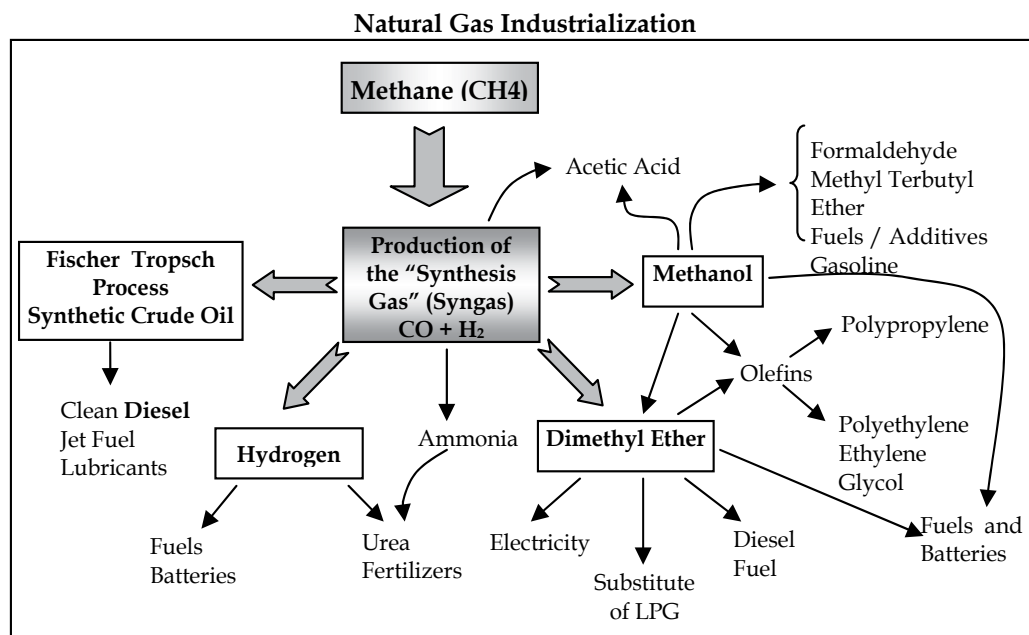 Natural Gas Industrialization
Methane (CH4)
Acetic Acid
Formaldehyde
Methyl Terbutyl
Ether
Fuels / Additives
Gasoline
Fischer Tropsch
Process
Synthetic Crude Oil
Production of
the “Synthesis
Gas” (Syngas)
CO + H₂
Methanol
Polypropylene
Olefins
Clean Diesel
Jet Fuel
Lubricants
Hydrogen
Ammonia
Dimethyl Ether
Polyethylene
Ethylene
Glycol
Fuels
Batteries
Urea
Fertilizers
Electricity
Substitute
of LPG
Diesel
Fuel
Fuels and
Batteries